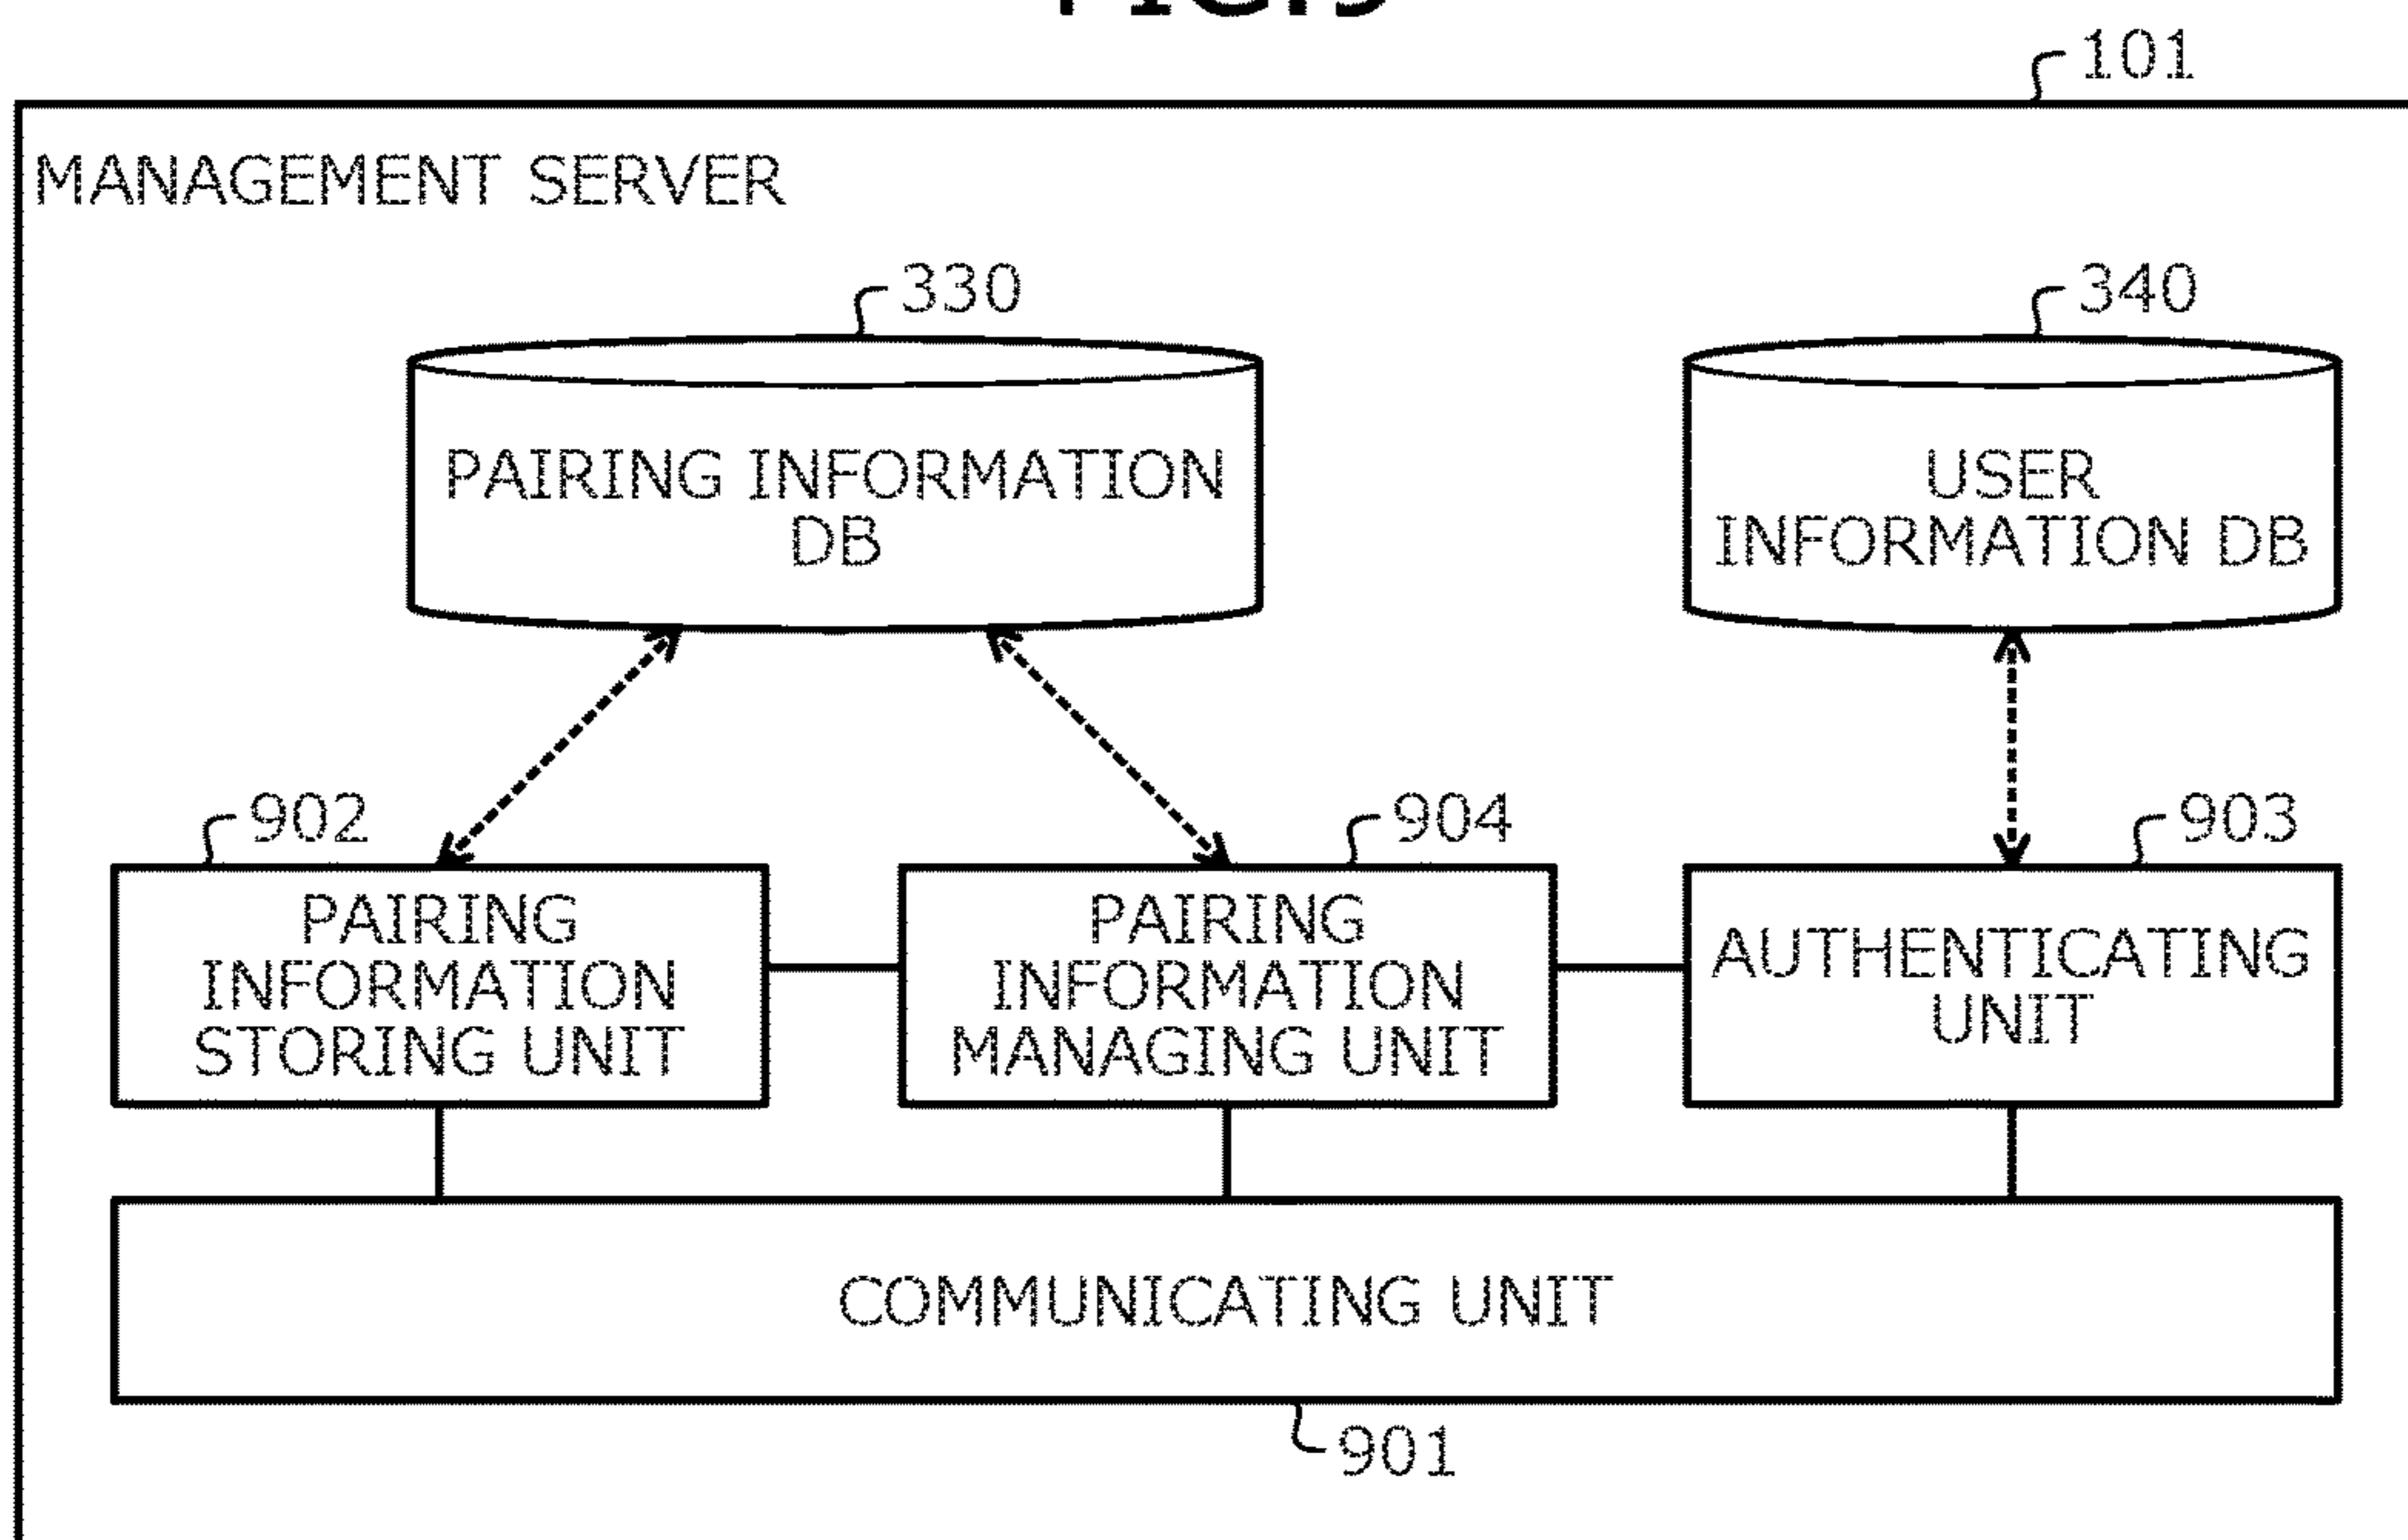 101
MANAGEMENT SERVER
330
340
PAIRING INFORMATION
DB
USER
INFORMATION DB
902
904
903
PAIRING
INFORMATION
STORING UNIT
PAIRING
INFORMATION
MANAGING UNIT
AUTHENTICATING
UNIT
COMMUNICATING UNIT
901